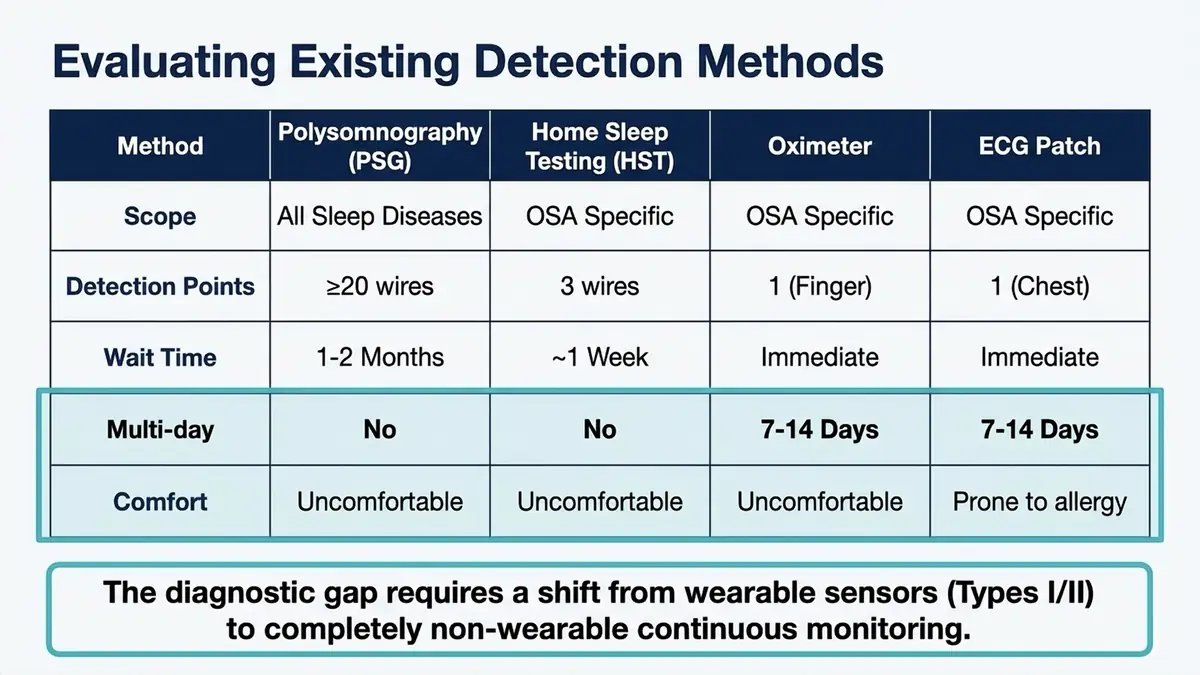 Evaluating Existing Detection Methods
Method
Polysomnography
(PSG)
Home Sleep
Testing (HST)
Oximeter
ECG Patch
Scope
All Sleep Diseases
OSA Specific
OSA Specific
OSA Specific
Detection Points
≥20 wires
3 wires
1 (Finger)
1 (Chest)
Wait Time
1-2 Months
~1 Week
Immediate
Immediate
Multi-day
No
No
7-14 Days
7-14 Days
Comfort
Uncomfortable
Uncomfortable
Uncomfortable
Prone to allergy
The diagnostic gap requires a shift from wearable sensors (Types I/II)
to completely non-wearable continuous monitoring.